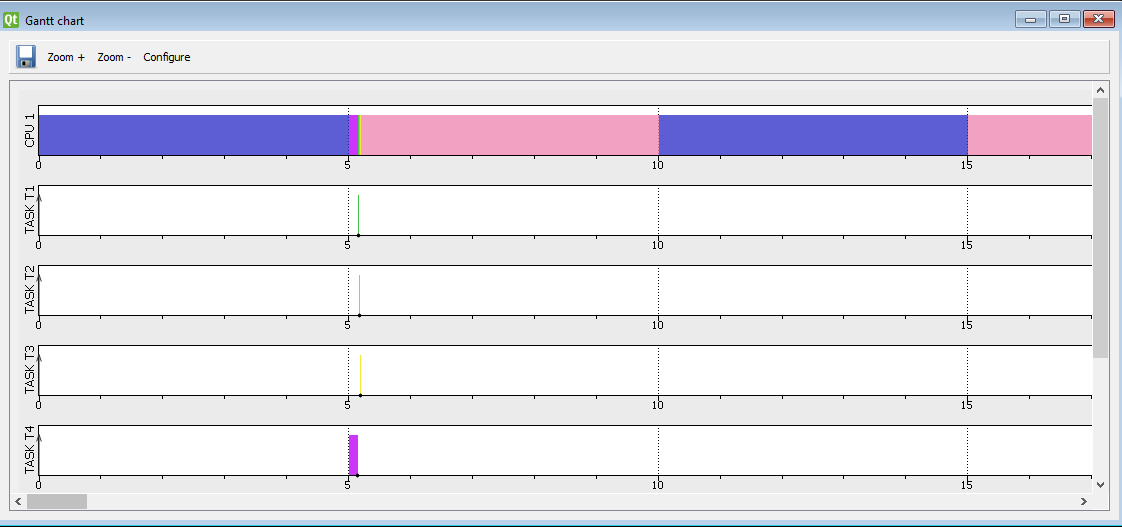 Qt Gantt chart
Zoom + Zoom - Configure
CPU 1
0 5 10 15
TASK T1
0 5 10 15
TASK T2
0 5 10 15
TASK T3
0 5 10 15
TASK T4
0 5 10 15